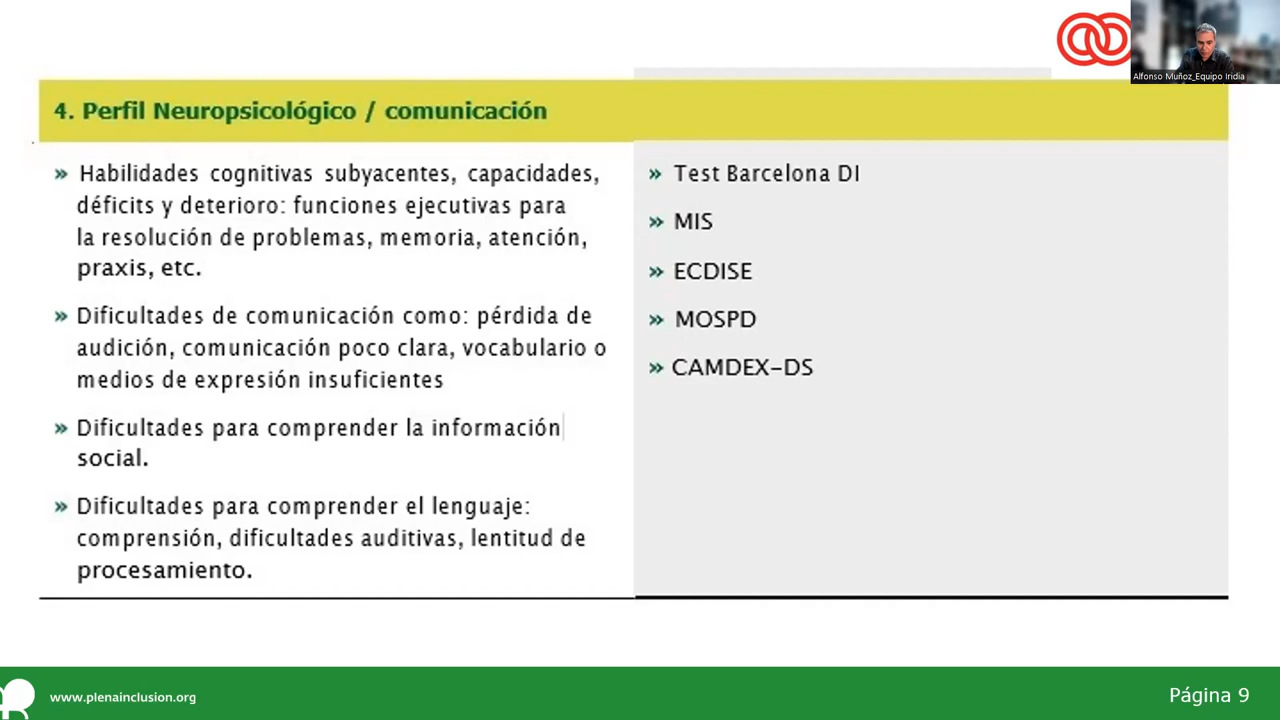 Alfonso Muñoz_Equipo Iridia
4. Perfil Neuropsicológico / comunicación
» Habilidades cognitivas subyacentes, capacidades,
déficits y deterioro: funciones ejecutivas para
la resolución de problemas, memoria, atención,
praxis, etc.
» Dificultades de comunicación como: pérdida de
audición, comunicación poco clara, vocabulario o
medios de expresión insuficientes
» Dificultades para comprender la información
social.
» Dificultades para comprender el lenguaje:
comprensión, dificultades auditivas, lentitud de
procesamiento.
» Test Barcelona DI
» MIS
» ECDISE
» MOSPD
» CAMDEX-DS
www.plenainclusion.org
Página 9